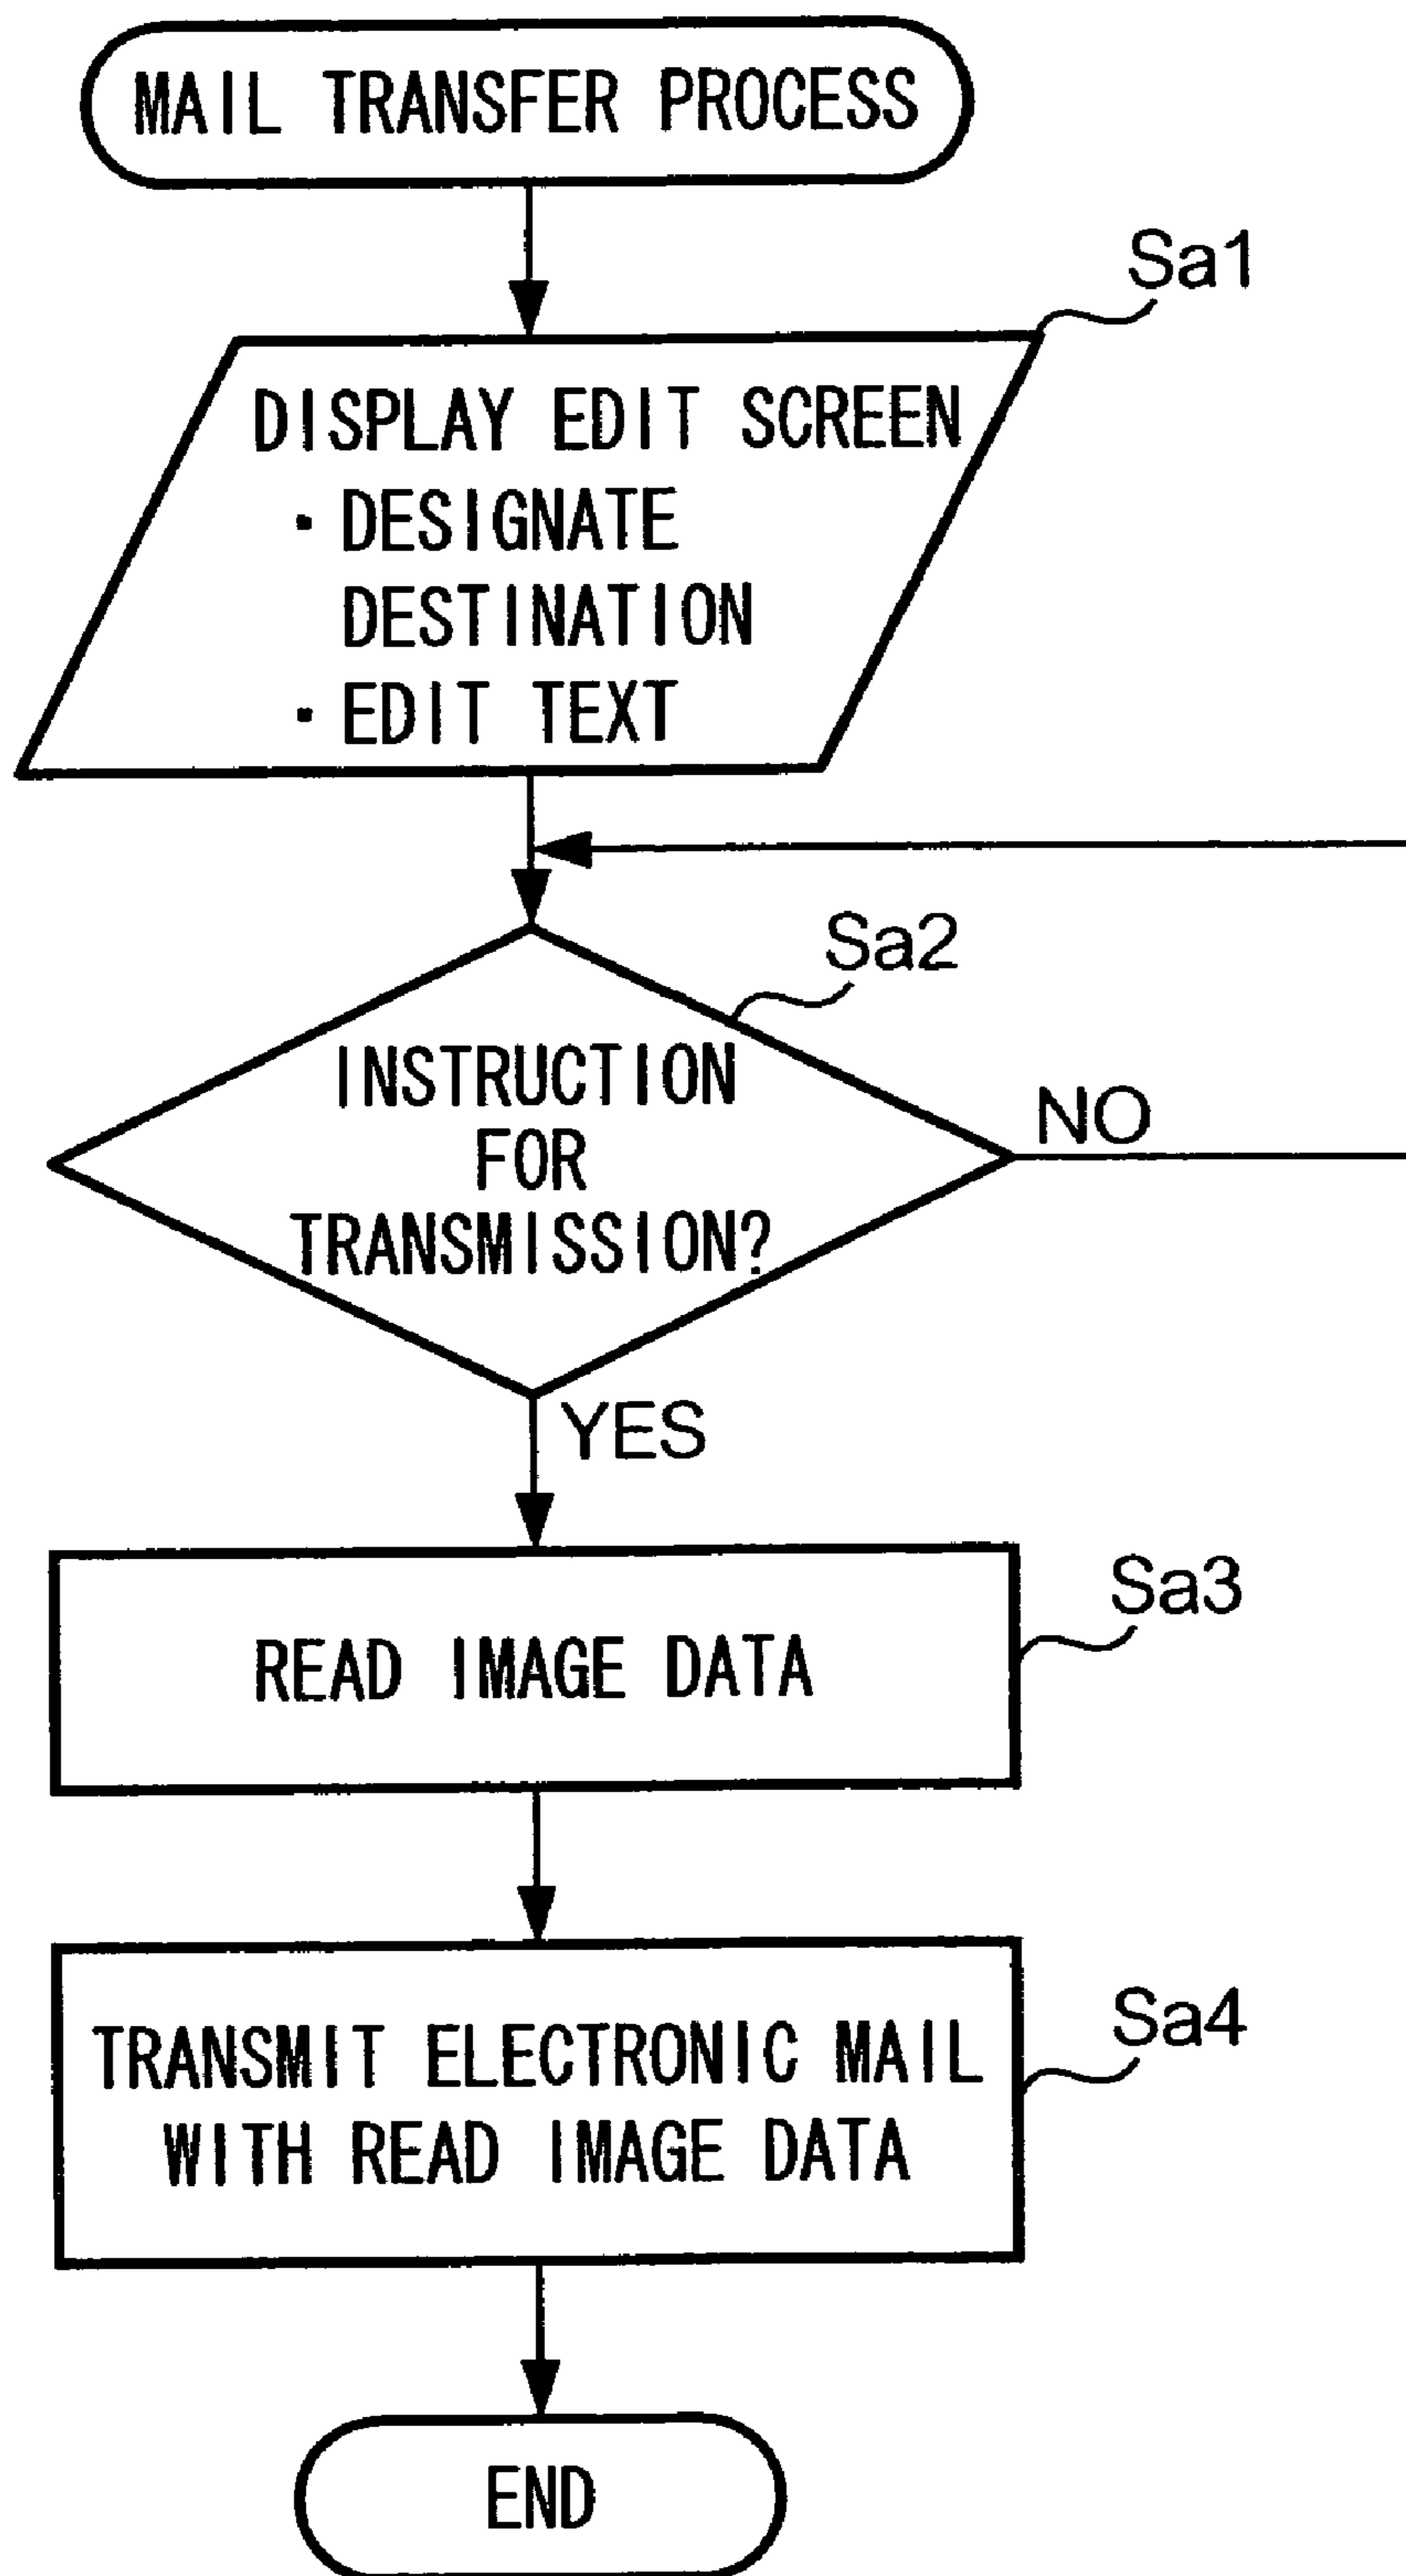 MAIL TRANSFER PROCESS
Sa1
DISPLAY EDIT SCREEN
・DESIGNATE
DESTINATION
・EDIT TEXT
Sa2
INSTRUCTION
FOR
TRANSMISSION?
NO
YES
Sa3
READ IMAGE DATA
Sa4
TRANSMIT ELECTRONIC MAIL
WITH READ IMAGE DATA
END